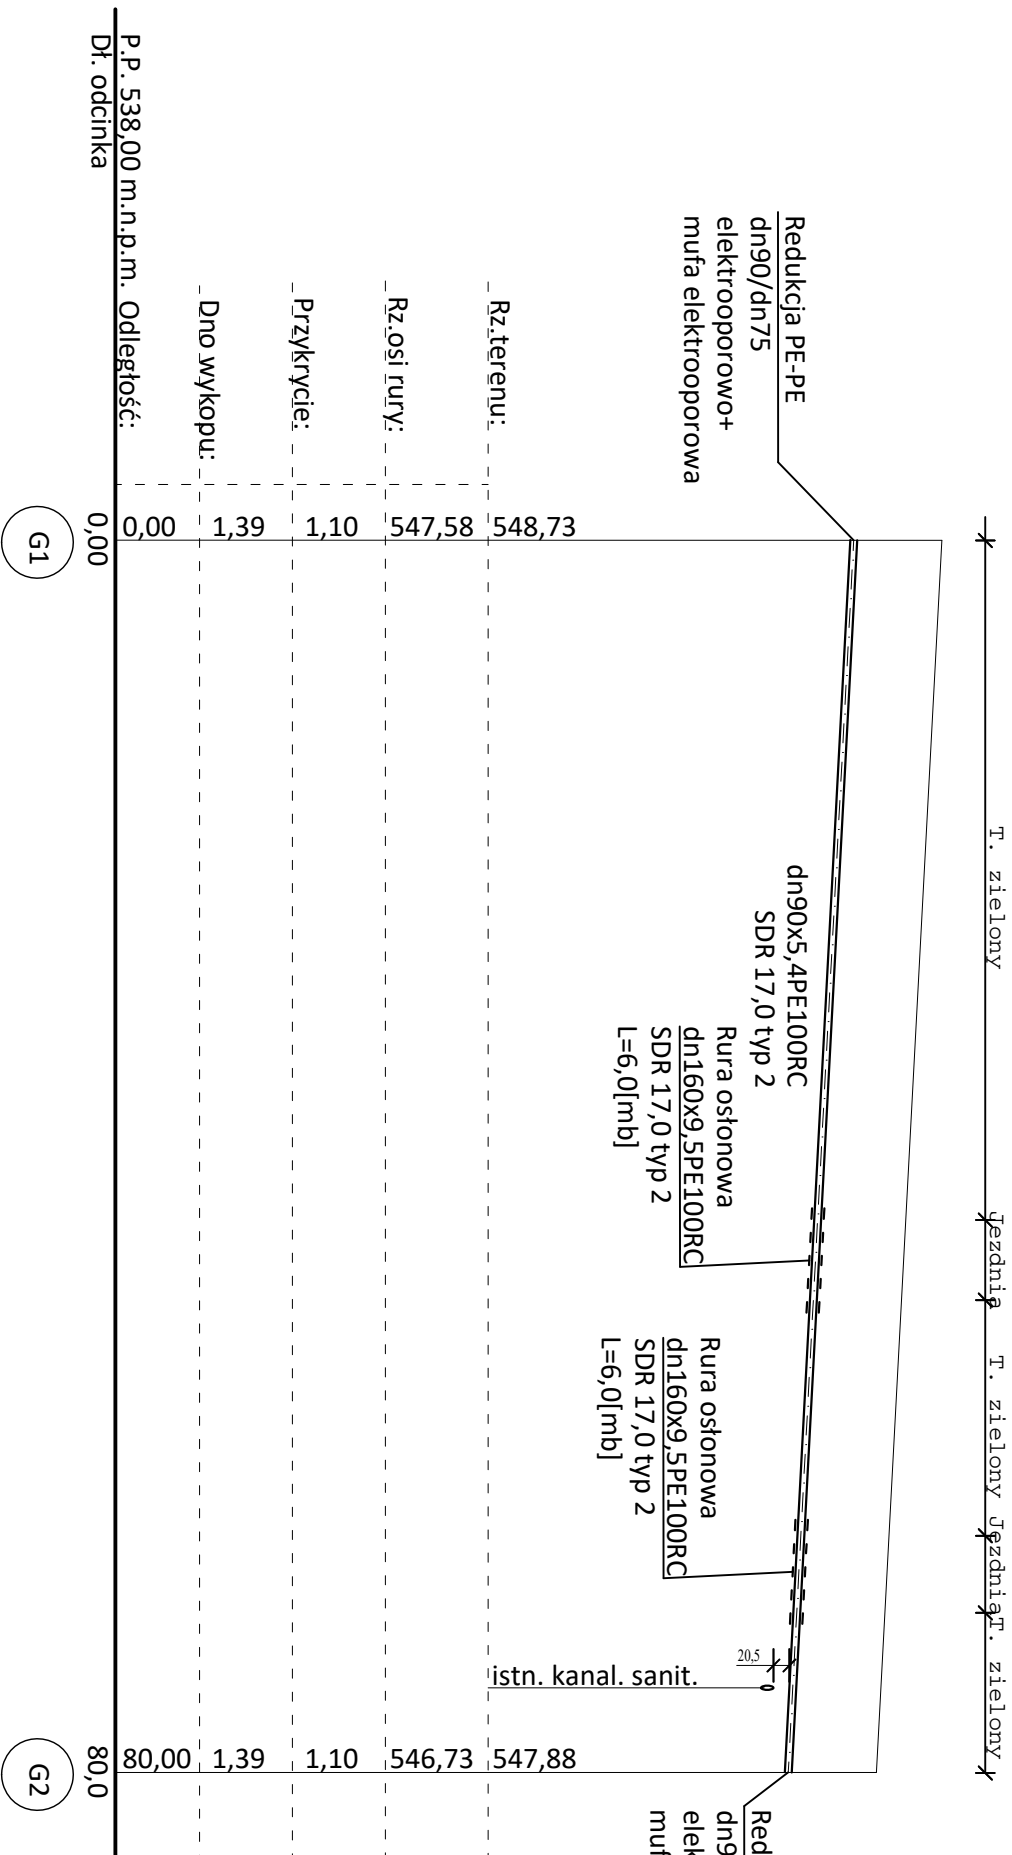 T. zielony
Jezdnia
T. zielony
Jezdnia
T. zielony
Redukcja PE-PE
dn90/dn75
elektrooporowo+
mufa elektrooporowa
dn90x5,4PE100RC
SDR 17,0 typ 2
Rura osłonowa
dn160x9,5PE100RC
SDR 17,0 typ 2
L=6,0[mb]
Rura osłonowa
dn160x9,5PE100RC
SDR 17,0 typ 2
L=6,0[mb]
20,5
istn. kanal. sanit.
Red
dn9
elek
muf
Rz.terenu: 548,73 547,88
Rz.osi rury: 547,58 546,73
Przykrycie: 1,10 1,10
Dno wykopu: 1,39 1,39
P.P. 538,00 m.n.p.m. Odległość: 0,00 80,00
Dł. odcinka 0,00 80,0
G1 G2